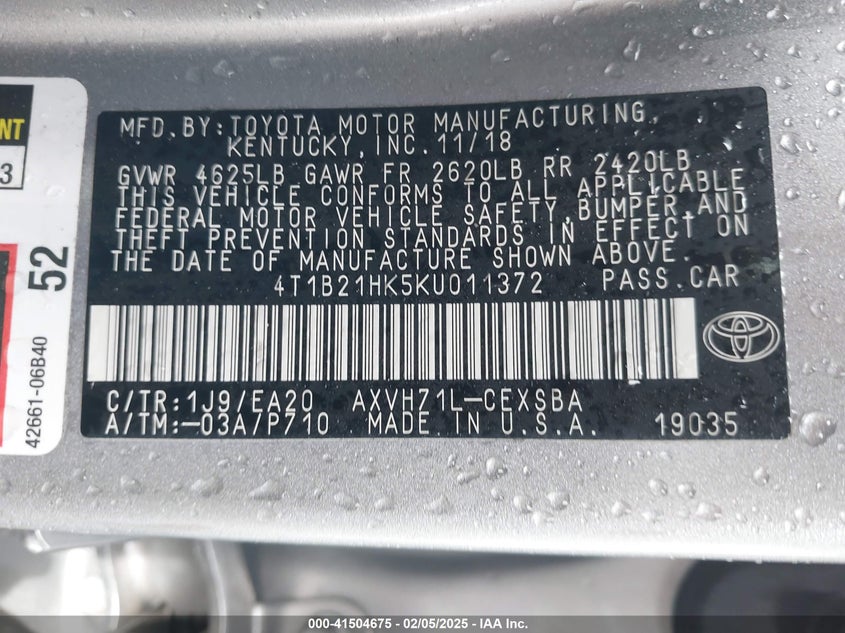 MFD.BY:TOYOTA MOTOR MANUFACTURING,
KENTUCKY,INC.11/18
GVWR 4625LB GAWR FR 2620LB RR 2420LB
THIS VEHICLE CONFORMS TO ALL APPLICABLE
FEDERAL MOTOR VEHICLE SAFETY,BUMPER,AND
THEFT PREVENTION STANDARDS IN EFFECT ON
THE DATE OF MANUFACTURE SHOWN ABOVE.
4T1B21HK5KU011372 PASS.CAR
C/TR:1J9/EA20 AXVH71L-CEXSBA
A/TM:-03A/P710 MADE IN U.S.A. 19035
3
52
42661-06B40
000-41504675 - 02/05/2025 - IAA Inc.